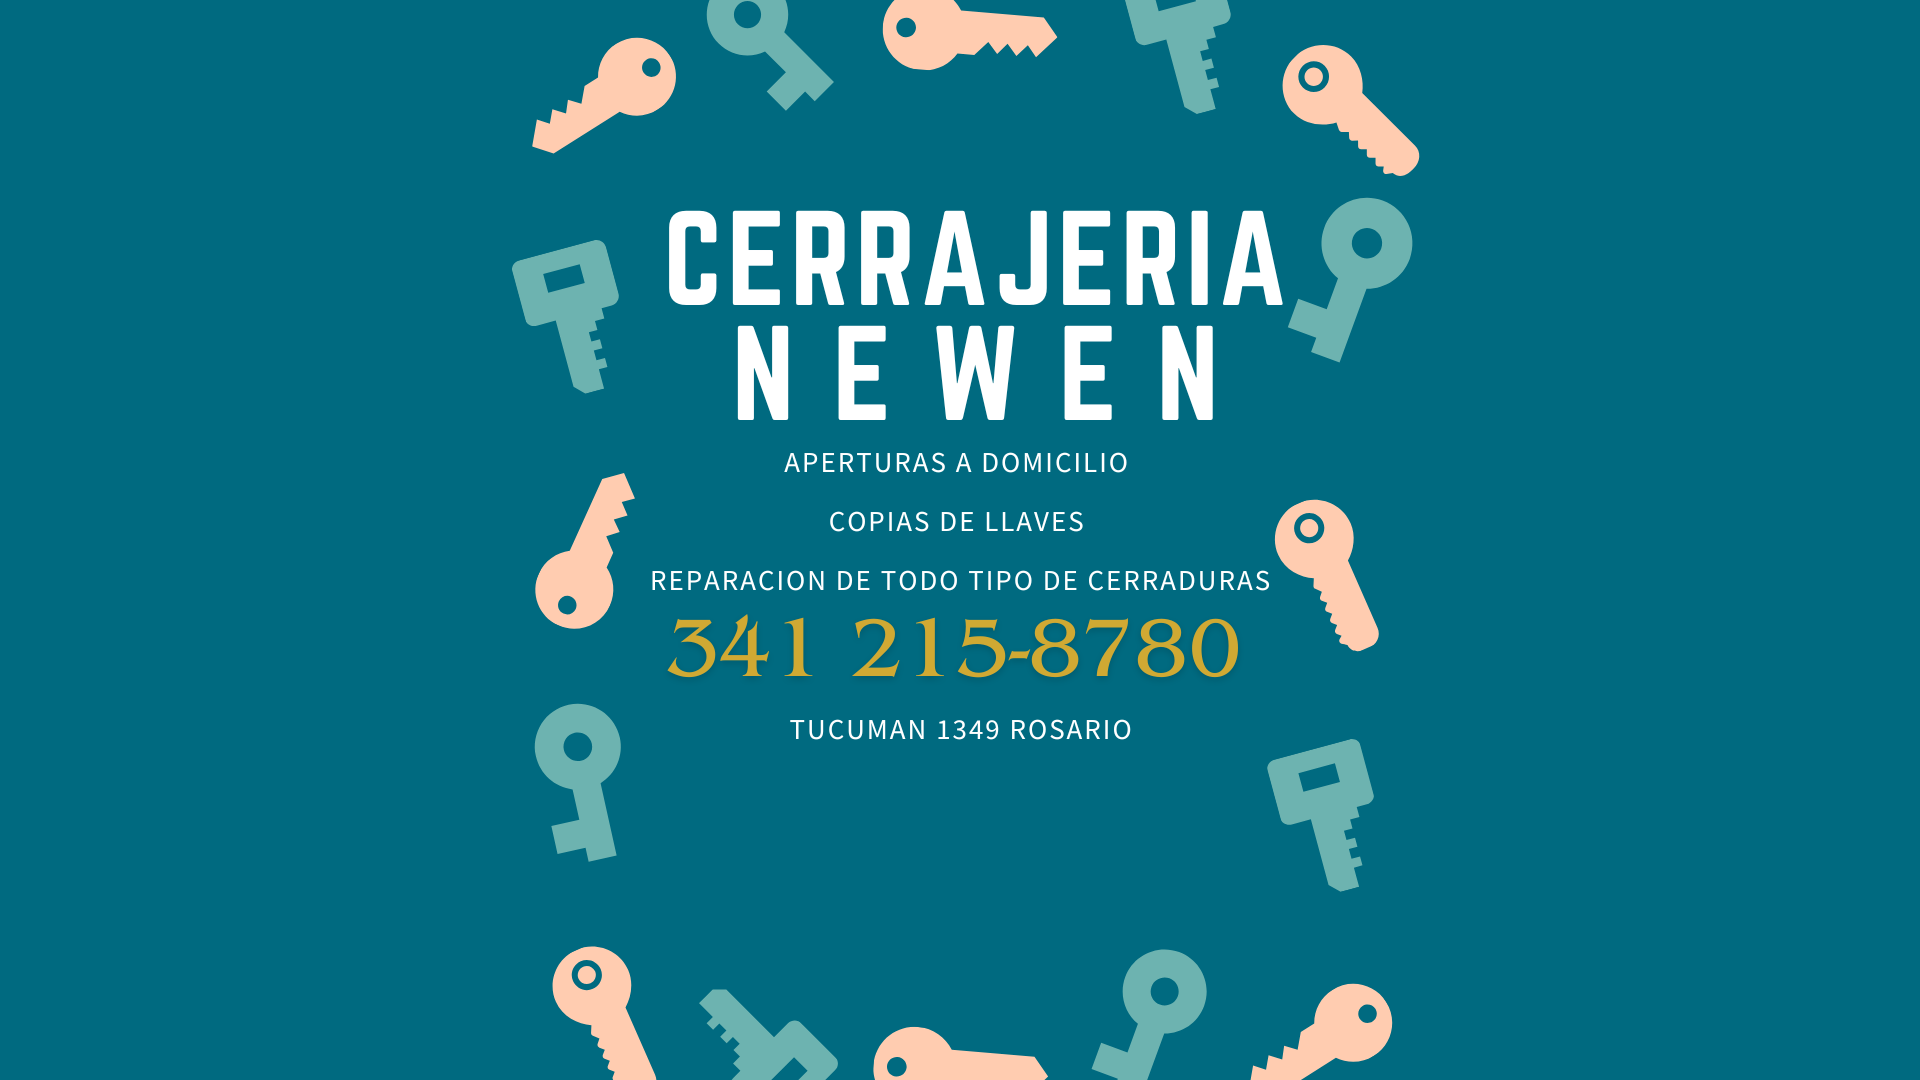 CERRAJERIA
NEWEN
APERTURAS A DOMICILIO
COPIAS DE LLAVES
REPARACION DE TODO TIPO DE CERRADURAS
341 215-8780
TUCUMAN 1349 ROSARIO